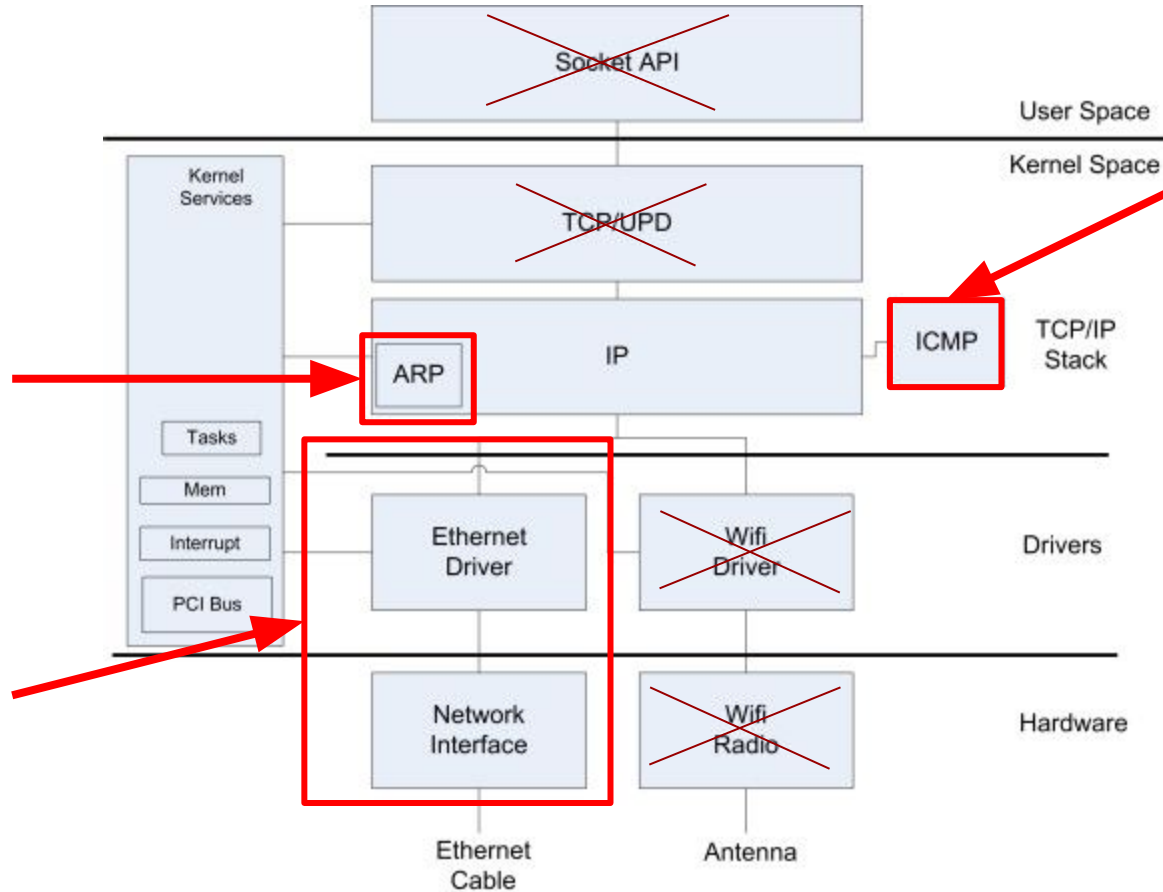 Socket API
User Space
Kernel Space
Kernel
Services
TCP/UPD
IP
ARP
ICMP
TCP/IP
Stack
Tasks
Mem
Interrupt
PCI Bus
Ethernet
Driver
Wifi
Driver
Drivers
Network
Interface
Wifi
Radio
Hardware
Ethernet
Cable
Antenna